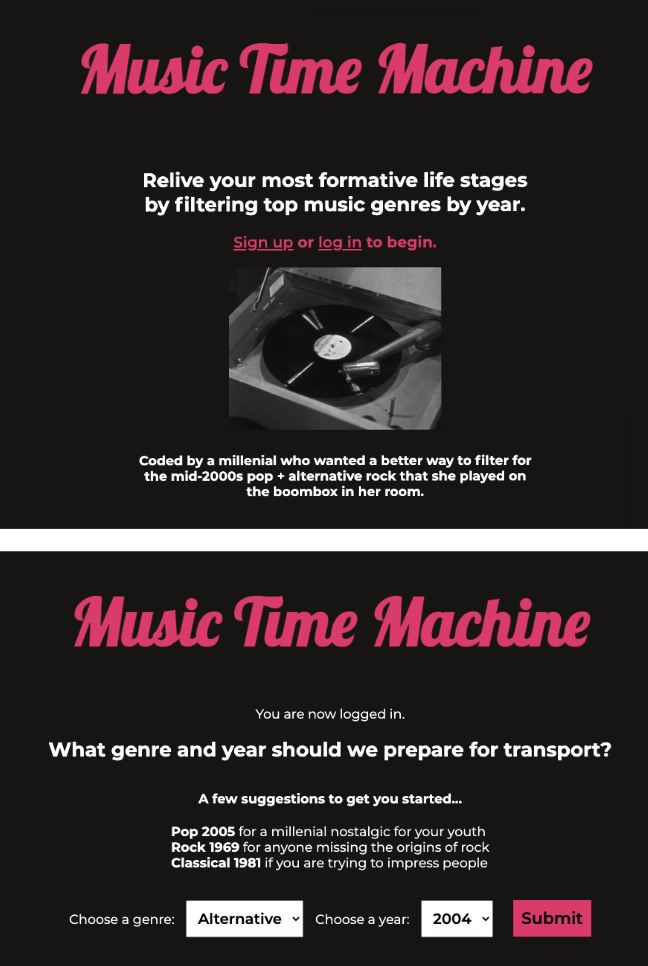 Music Time Machine
Relive your most formative life stages
by filtering top music genres by year.
Sign up or log in to begin.
Coded by a millenial who wanted a better way to filter for
the mid-2000s pop + alternative rock that she played on
the boombox in her room.
Music Time Machine
You are now logged in.
What genre and year should we prepare for transport?
A few suggestions to get you started...
Pop 2005 for a millenial nostalgic for your youth
Rock 1969 for anyone missing the origins of rock
Classical 1981 if you are trying to impress people
Choose a genre: Alternative Choose a year: 2004 Submit